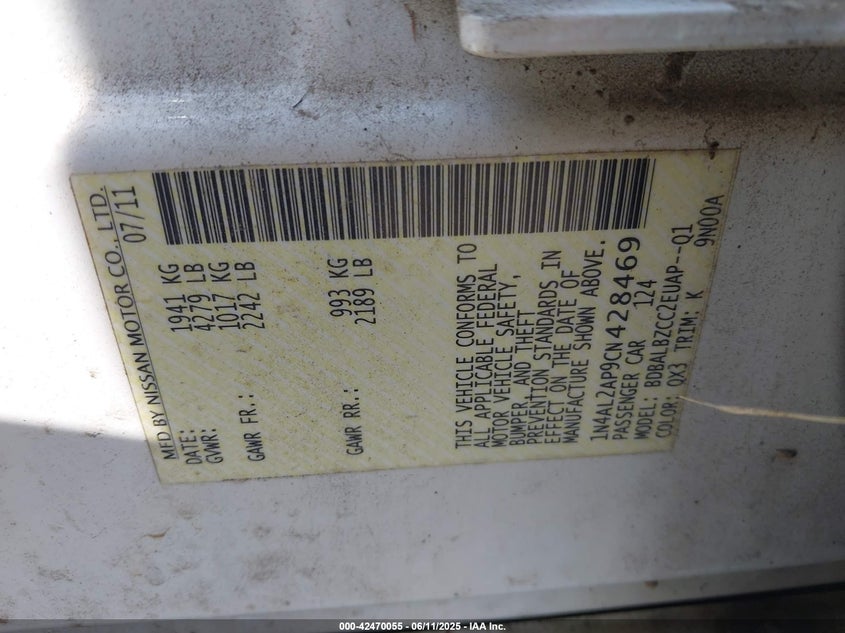 MFD BY NISSAN MOTOR CO., LTD.
DATE: 07/11
GVWR: 1941 KG
4279 LB
GAWR FR.: 1017 KG
2242 LB
GAWR RR.: 993 KG
2189 LB
THIS VEHICLE CONFORMS TO
ALL APPLICABLE FEDERAL
MOTOR VEHICLE SAFETY,
BUMPER, AND THEFT
PREVENTION STANDARDS IN
EFFECT ON THE DATE OF
MANUFACTURE SHOWN ABOVE.
1N4AL2AP9CN428469
PASSENGER CAR 124
MODEL: BDBALBZCC2EUAP--Q1
COLOR: QX3 TRIM: K 9N00A
000-42470055 - 06/11/2025 - IAA Inc.